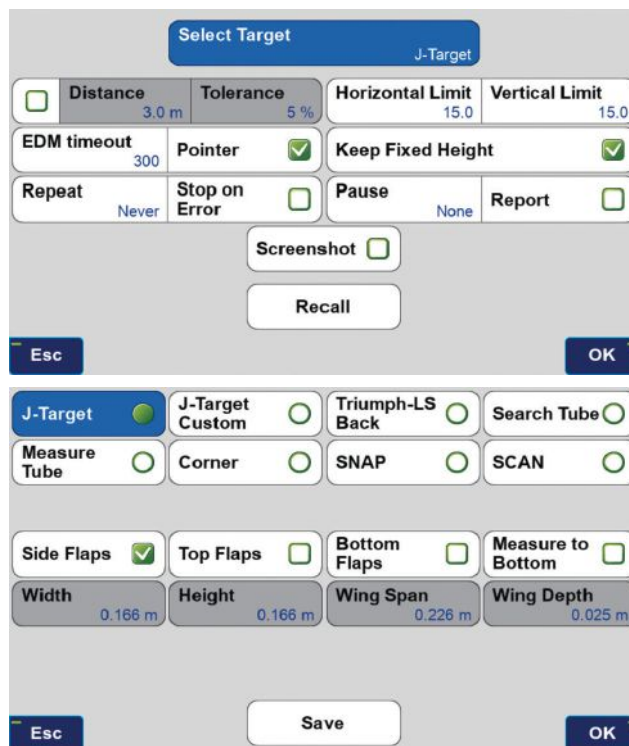 Select Target
J-Target
Distance
3.0 m
Tolerance
5 %
Horizontal Limit
15.0
Vertical Limit
15.0
EDM timeout
300
Pointer
Keep Fixed Height
Repeat
Never
Stop on
Error
Pause
None
Report
Screenshot
Recall
Esc
OK
J-Target
J-Target
Custom
Triumph-LS
Back
Search Tube
Measure
Tube
Corner
SNAP
SCAN
Side Flaps
Top Flaps
Bottom
Flaps
Measure to
Bottom
Width
0.166 m
Height
0.166 m
Wing Span
0.226 m
Wing Depth
0.025 m
Save
Esc
OK